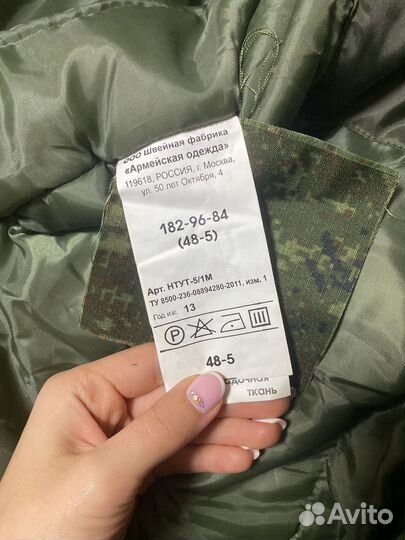 ООО Швейная фабрика
«Армейская одежда»
119618, РОССИЯ, г. Москва,
ул. 50 лет Октября, 4
182-96-84
(48-5)
Арт. НТУТ-5/1М
ТУ 8500-236-08894280-2011, изм. 1
Год из: 13
P
48-5
ткань
Avito